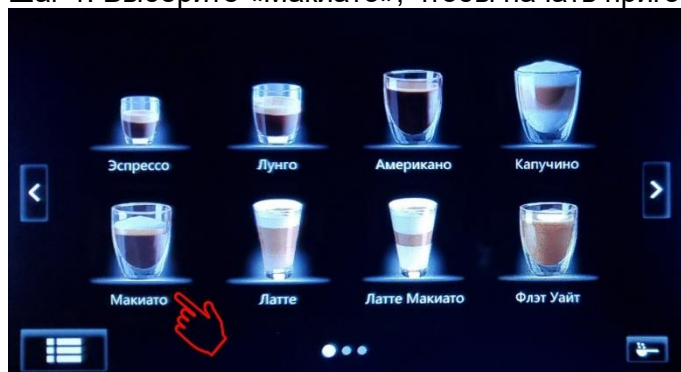 Эспрессо
Лунго
Американо
Капучино
Макиато
Латте
Латте Макиато
Флэт Уайт